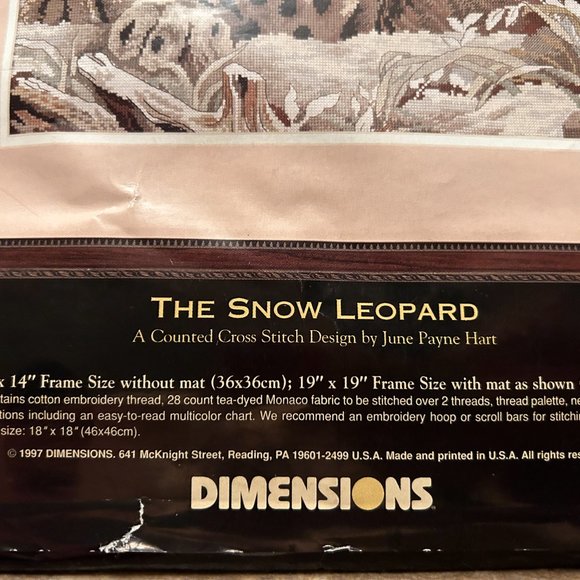 THE SNOW LEOPARD
A Counted Cross Stitch Design by June Payne Hart
x 14" Frame Size without mat (36x36cm); 19" x 19" Frame Size with mat as shown
cotton embroidery thread, 28 count tea-dyed Monaco fabric to be stitched over 2 threads, thread palette,
including an easy-to-read multicolor chart. We recommend an embroidery hoop or scroll bars for
size: 18" x 18" (46x46cm).
© 1997 DIMENSIONS. 641 McKnight Street, Reading, PA 19601-2499 U.S.A. Made and printed in U.S.A. All rights
DIMENSIONS